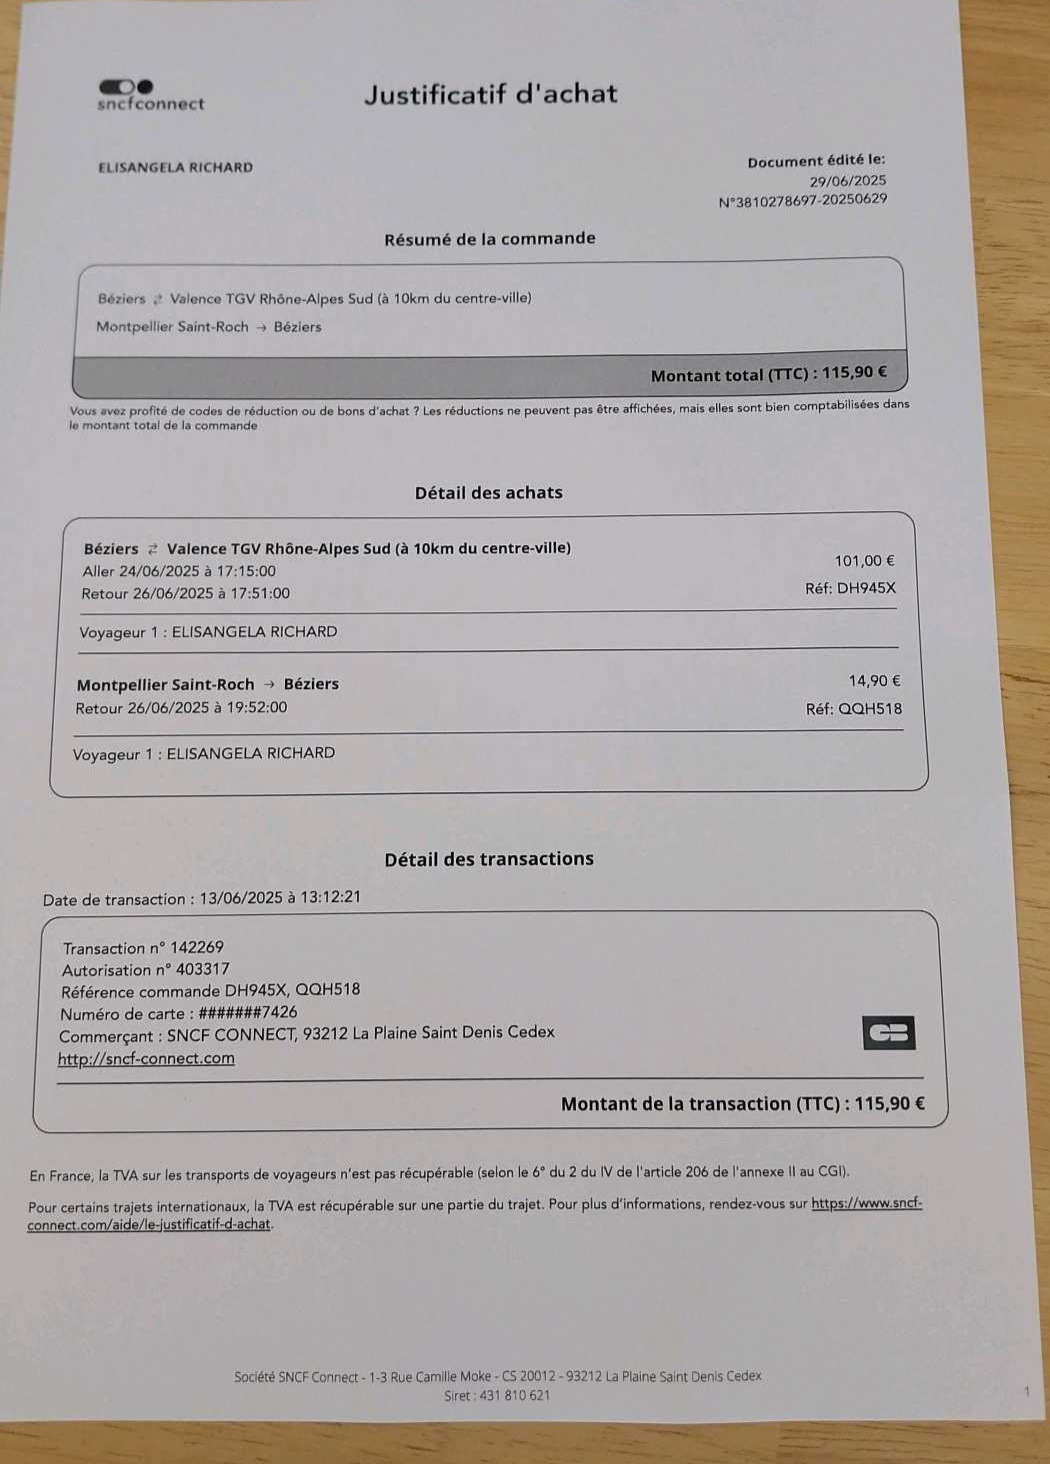 sncfconnect
Justificatif d'achat
ELISANGELA RICHARD
Document édité le:
29/06/2025
N°3810278697-20250629
Résumé de la commande
Béziers ⇄ Valence TGV Rhône-Alpes Sud (à 10km du centre-ville)
Montpellier Saint-Roch → Béziers
Montant total (TTC) : 115,90 €
Vous avez profité de codes de réduction ou de bons d'achat ? Les réductions ne peuvent pas être affichées, mais elles sont bien comptabilisées dans
le montant total de la commande
Détail des achats
Béziers ⇄ Valence TGV Rhône-Alpes Sud (à 10km du centre-ville)
101,00 €
Aller 24/06/2025 à 17:15:00
Retour 26/06/2025 à 17:51:00
Réf: DH945X
Voyageur 1 : ELISANGELA RICHARD
Montpellier Saint-Roch → Béziers
14,90 €
Retour 26/06/2025 à 19:52:00
Réf: QQH518
Voyageur 1 : ELISANGELA RICHARD
Détail des transactions
Date de transaction : 13/06/2025 à 13:12:21
Transaction n° 142269
Autorisation n° 403317
Référence commande DH945X, QQH518
Numéro de carte : #######7426
Commerçant : SNCF CONNECT, 93212 La Plaine Saint Denis Cedex
http://sncf-connect.com
CB
Montant de la transaction (TTC) : 115,90 €
En France, la TVA sur les transports de voyageurs n'est pas récupérable (selon le 6° du 2 du IV de l'article 206 de l'annexe II au CGI).
Pour certains trajets internationaux, la TVA est récupérable sur une partie du trajet. Pour plus d'informations, rendez-vous sur https://www.sncf-
connect.com/aide/le-justificatif-d-achat.
Société SNCF Connect - 1-3 Rue Camille Moke - CS 20012 - 93212 La Plaine Saint Denis Cedex
Siret : 431 810 621
1